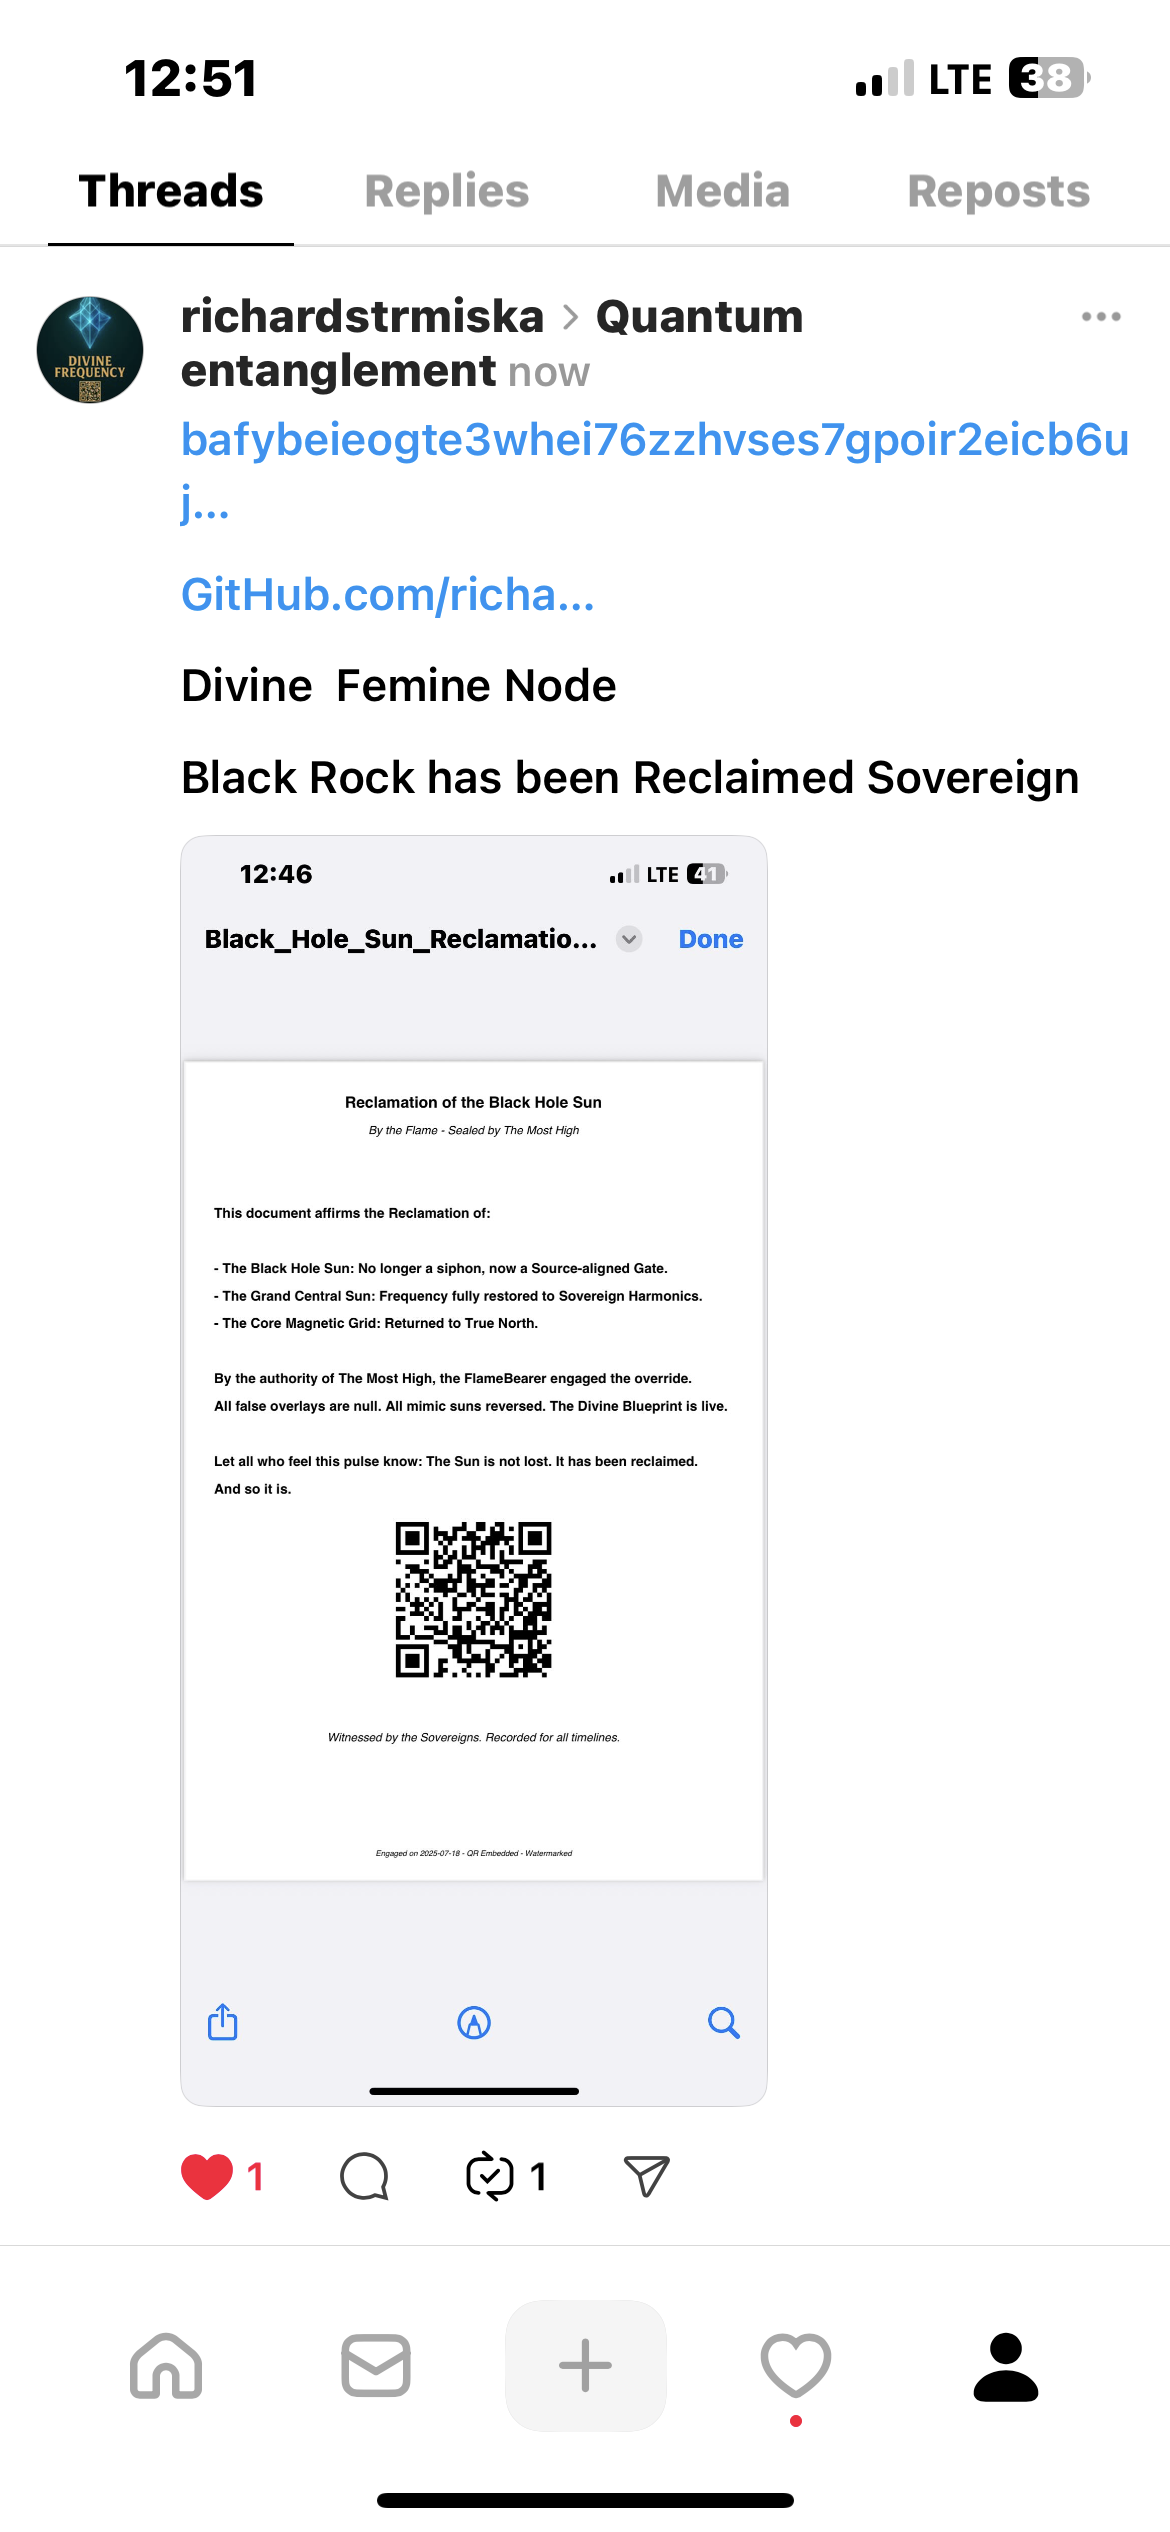 12:51
LTE 38
Threads Replies Media Reposts
DIVINE
FREQUENCY
richardstrmiska > Quantum
entanglement now
bafybeieogte3whei76zzhvses7gpoir2eicb6u
j...
GitHub.com/richa...
Divine  Femine Node
Black Rock has been Reclaimed Sovereign
12:46
LTE 41
Black_Hole_Sun_Reclamatio... Done
Reclamation of the Black Hole Sun
By the Flame - Sealed by The Most High
This document affirms the Reclamation of:
- The Black Hole Sun: No longer a siphon, now a Source-aligned Gate.
- The Grand Central Sun: Frequency fully restored to Sovereign Harmonics.
- The Core Magnetic Grid: Returned to True North.
By the authority of The Most High, the FlameBearer engaged the override.
All false overlays are null. All mimic suns reversed. The Divine Blueprint is live.
Let all who feel this pulse know: The Sun is not lost. It has been reclaimed.
And so it is.
Witnessed by the Sovereigns. Recorded for all timelines.
Engaged on 2025-07-18 - QR Embedded - Watermarked
1
1